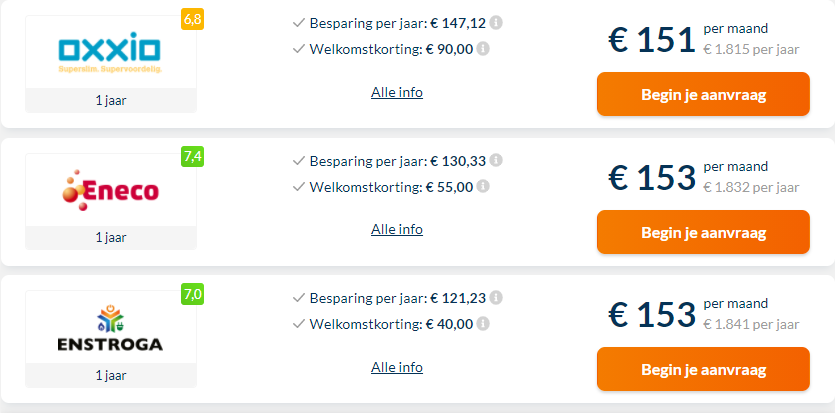 6,8
oxxio
Superslim. Supervoordelig.
1 jaar
Besparing per jaar: € 147,12
Welkomstkorting: € 90,00
Alle info
€ 151 per maand
€ 1.815 per jaar
Begin je aanvraag
7,4
Eneco
1 jaar
Besparing per jaar: € 130,33
Welkomstkorting: € 55,00
Alle info
€ 153 per maand
€ 1.832 per jaar
Begin je aanvraag
7,0
ENSTROGA
1 jaar
Besparing per jaar: € 121,23
Welkomstkorting: € 40,00
Alle info
€ 153 per maand
€ 1.841 per jaar
Begin je aanvraag